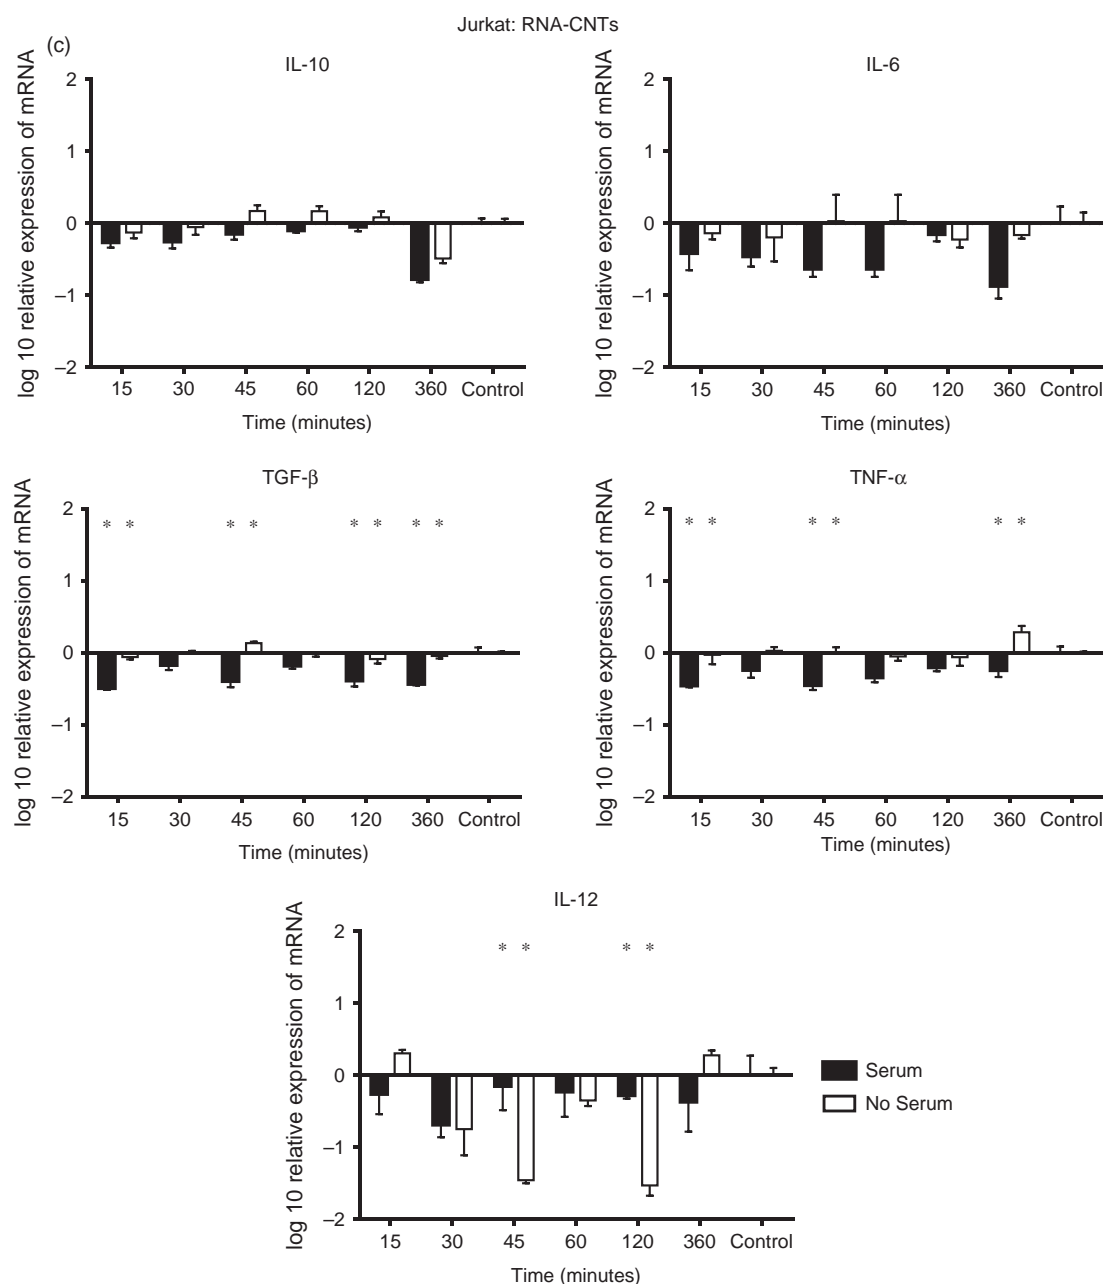 Jurkat: RNA-CNTs
(c)
IL-10
log 10 relative expression of mRNA
2
1
0
–1
–2
15 30 45 60 120 360 Control
Time (minutes)
IL-6
log 10 relative expression of mRNA
2
1
0
–1
–2
15 30 45 60 120 360 Control
Time (minutes)
TGF-β
log 10 relative expression of mRNA
2
1
0
–1
–2
* * * * * * * *
15 30 45 60 120 360 Control
Time (minutes)
TNF-α
log 10 relative expression of mRNA
2
1
0
–1
–2
* * * * * *
15 30 45 60 120 360 Control
Time (minutes)
IL-12
log 10 relative expression of mRNA
2
1
0
–1
–2
* * * *
15 30 45 60 120 360 Control
Time (minutes)
Serum
No Serum